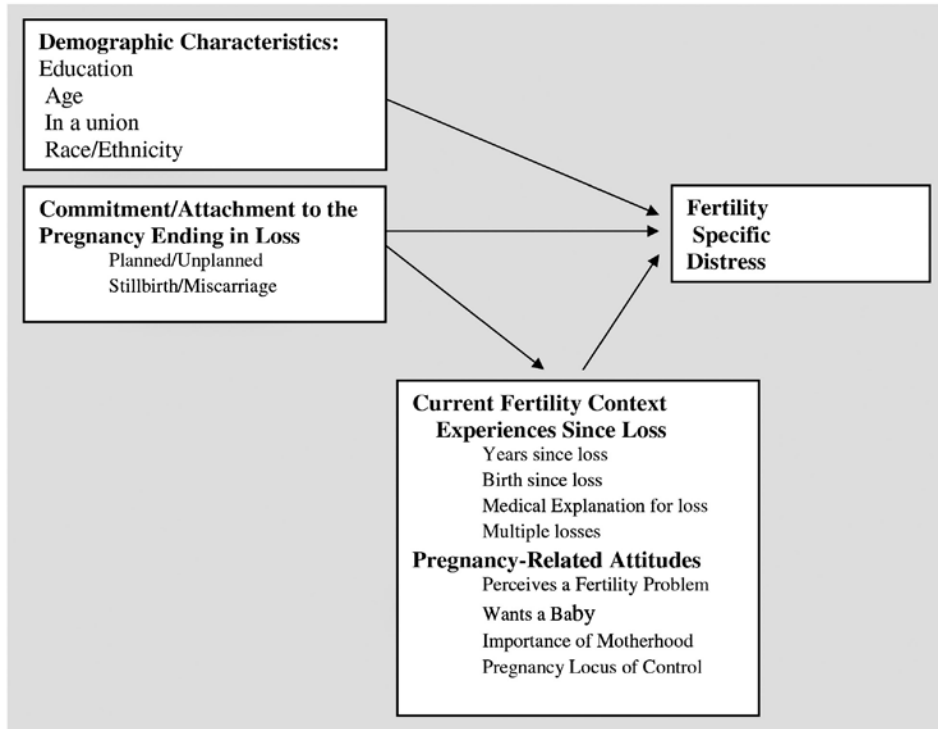 Demographic Characteristics:
Education
Age
In a union
Race/Ethnicity
Commitment/Attachment to the
Pregnancy Ending in Loss
Planned/Unplanned
Stillbirth/Miscarriage
Fertility
Specific
Distress
Current Fertility Context
Experiences Since Loss
Years since loss
Birth since loss
Medical Explanation for loss
Multiple losses
Pregnancy-Related Attitudes
Perceives a Fertility Problem
Wants a Baby
Importance of Motherhood
Pregnancy Locus of Control